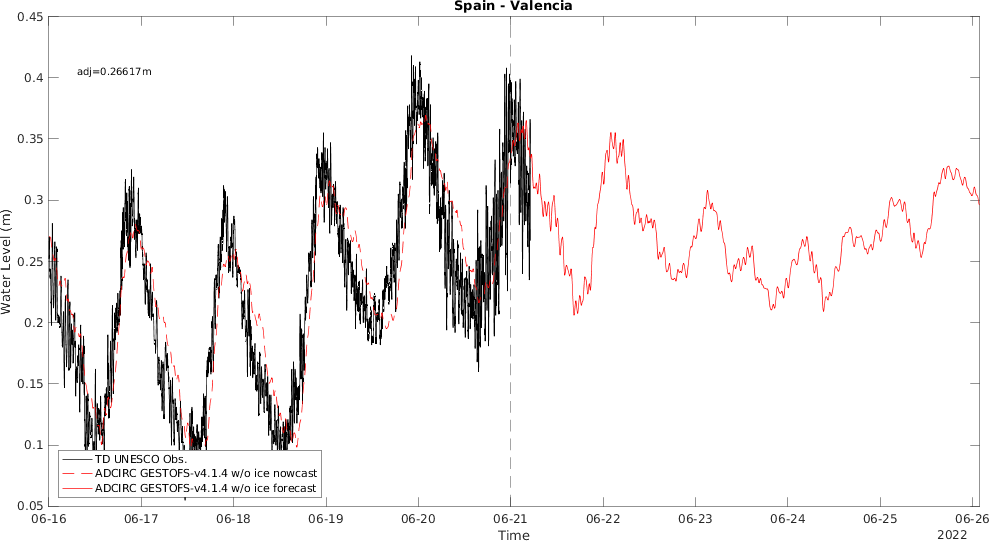 Spain - Valencia
adj=0.26617m
Water Level (m)
0.45
0.4
0.35
0.3
0.25
0.2
0.15
0.1
0.05
TD UNESCO Obs.
ADCIRC GESTOFS-v4.1.4 w/o ice nowcast
ADCIRC GESTOFS-v4.1.4 w/o ice forecast
06-16 06-17 06-18 06-19 06-20 06-21 06-22 06-23 06-24 06-25 06-26
Time
2022